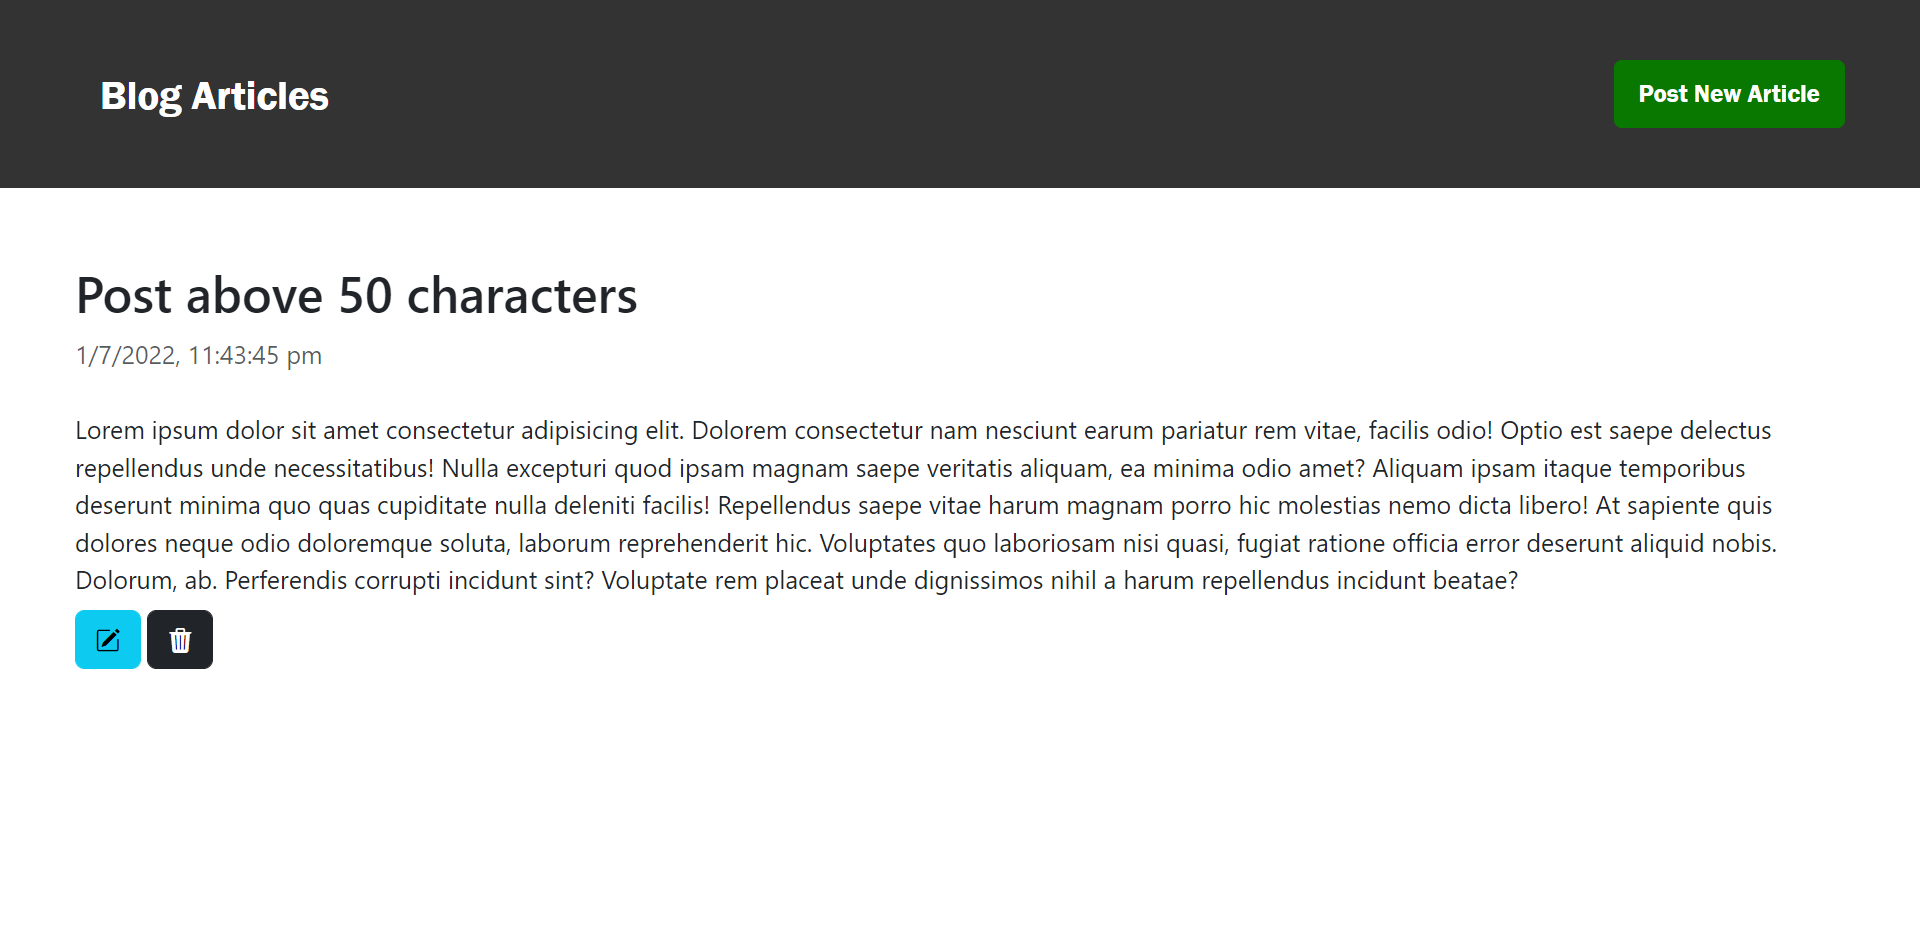 Blog Articles
Post New Article
Post above 50 characters
1/7/2022, 11:43:45 pm
Lorem ipsum dolor sit amet consectetur adipisicing elit. Dolorem consectetur nam nesciunt earum pariatur rem vitae, facilis odio! Optio est saepe delectus
repellendus unde necessitatibus! Nulla excepturi quod ipsam magnam saepe veritatis aliquam, ea minima odio amet? Aliquam ipsam itaque temporibus
deserunt minima quo quas cupiditate nulla deleniti facilis! Repellendus saepe vitae harum magnam porro hic molestias nemo dicta libero! At sapiente quis
dolores neque odio doloremque soluta, laborum reprehenderit hic. Voluptates quo laboriosam nisi quasi, fugiat ratione officia error deserunt aliquid nobis.
Dolorum, ab. Perferendis corrupti incidunt sint? Voluptate rem placeat unde dignissimos nihil a harum repellendus incidunt beatae?